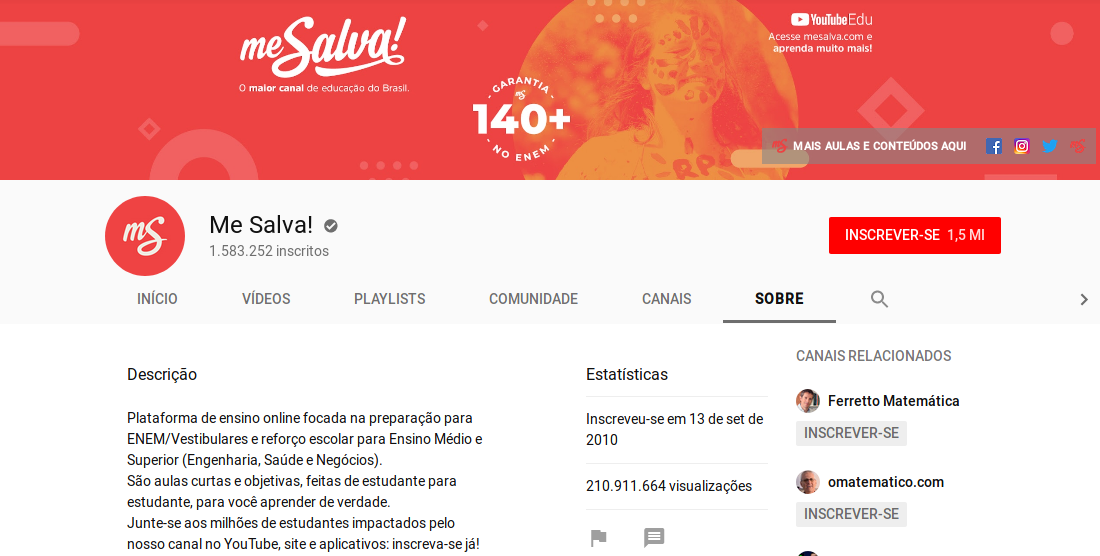 me Salva!
O maior canal de educação do Brasil.
GARANTIA
mS
140+
NO ENEM
YouTube Edu
Acesse mesalva.com e
aprenda muito mais!
MAIS AULAS E CONTEÚDOS AQUI
mS
Me Salva!
1.583.252 inscritos
INSCREVER-SE 1,5 MI
INÍCIO VÍDEOS PLAYLISTS COMUNIDADE CANAIS SOBRE
Descrição
Plataforma de ensino online focada na preparação para
ENEM/Vestibulares e reforço escolar para Ensino Médio e
Superior (Engenharia, Saúde e Negócios).
São aulas curtas e objetivas, feitas de estudante para
estudante, para você aprender de verdade.
Junte-se aos milhões de estudantes impactados pelo
nosso canal no YouTube, site e aplicativos: inscreva-se já!
Estatísticas
Inscreveu-se em 13 de set de
2010
210.911.664 visualizações
CANAIS RELACIONADOS
Ferretto Matemática
INSCREVER-SE
omatematico.com
INSCREVER-SE